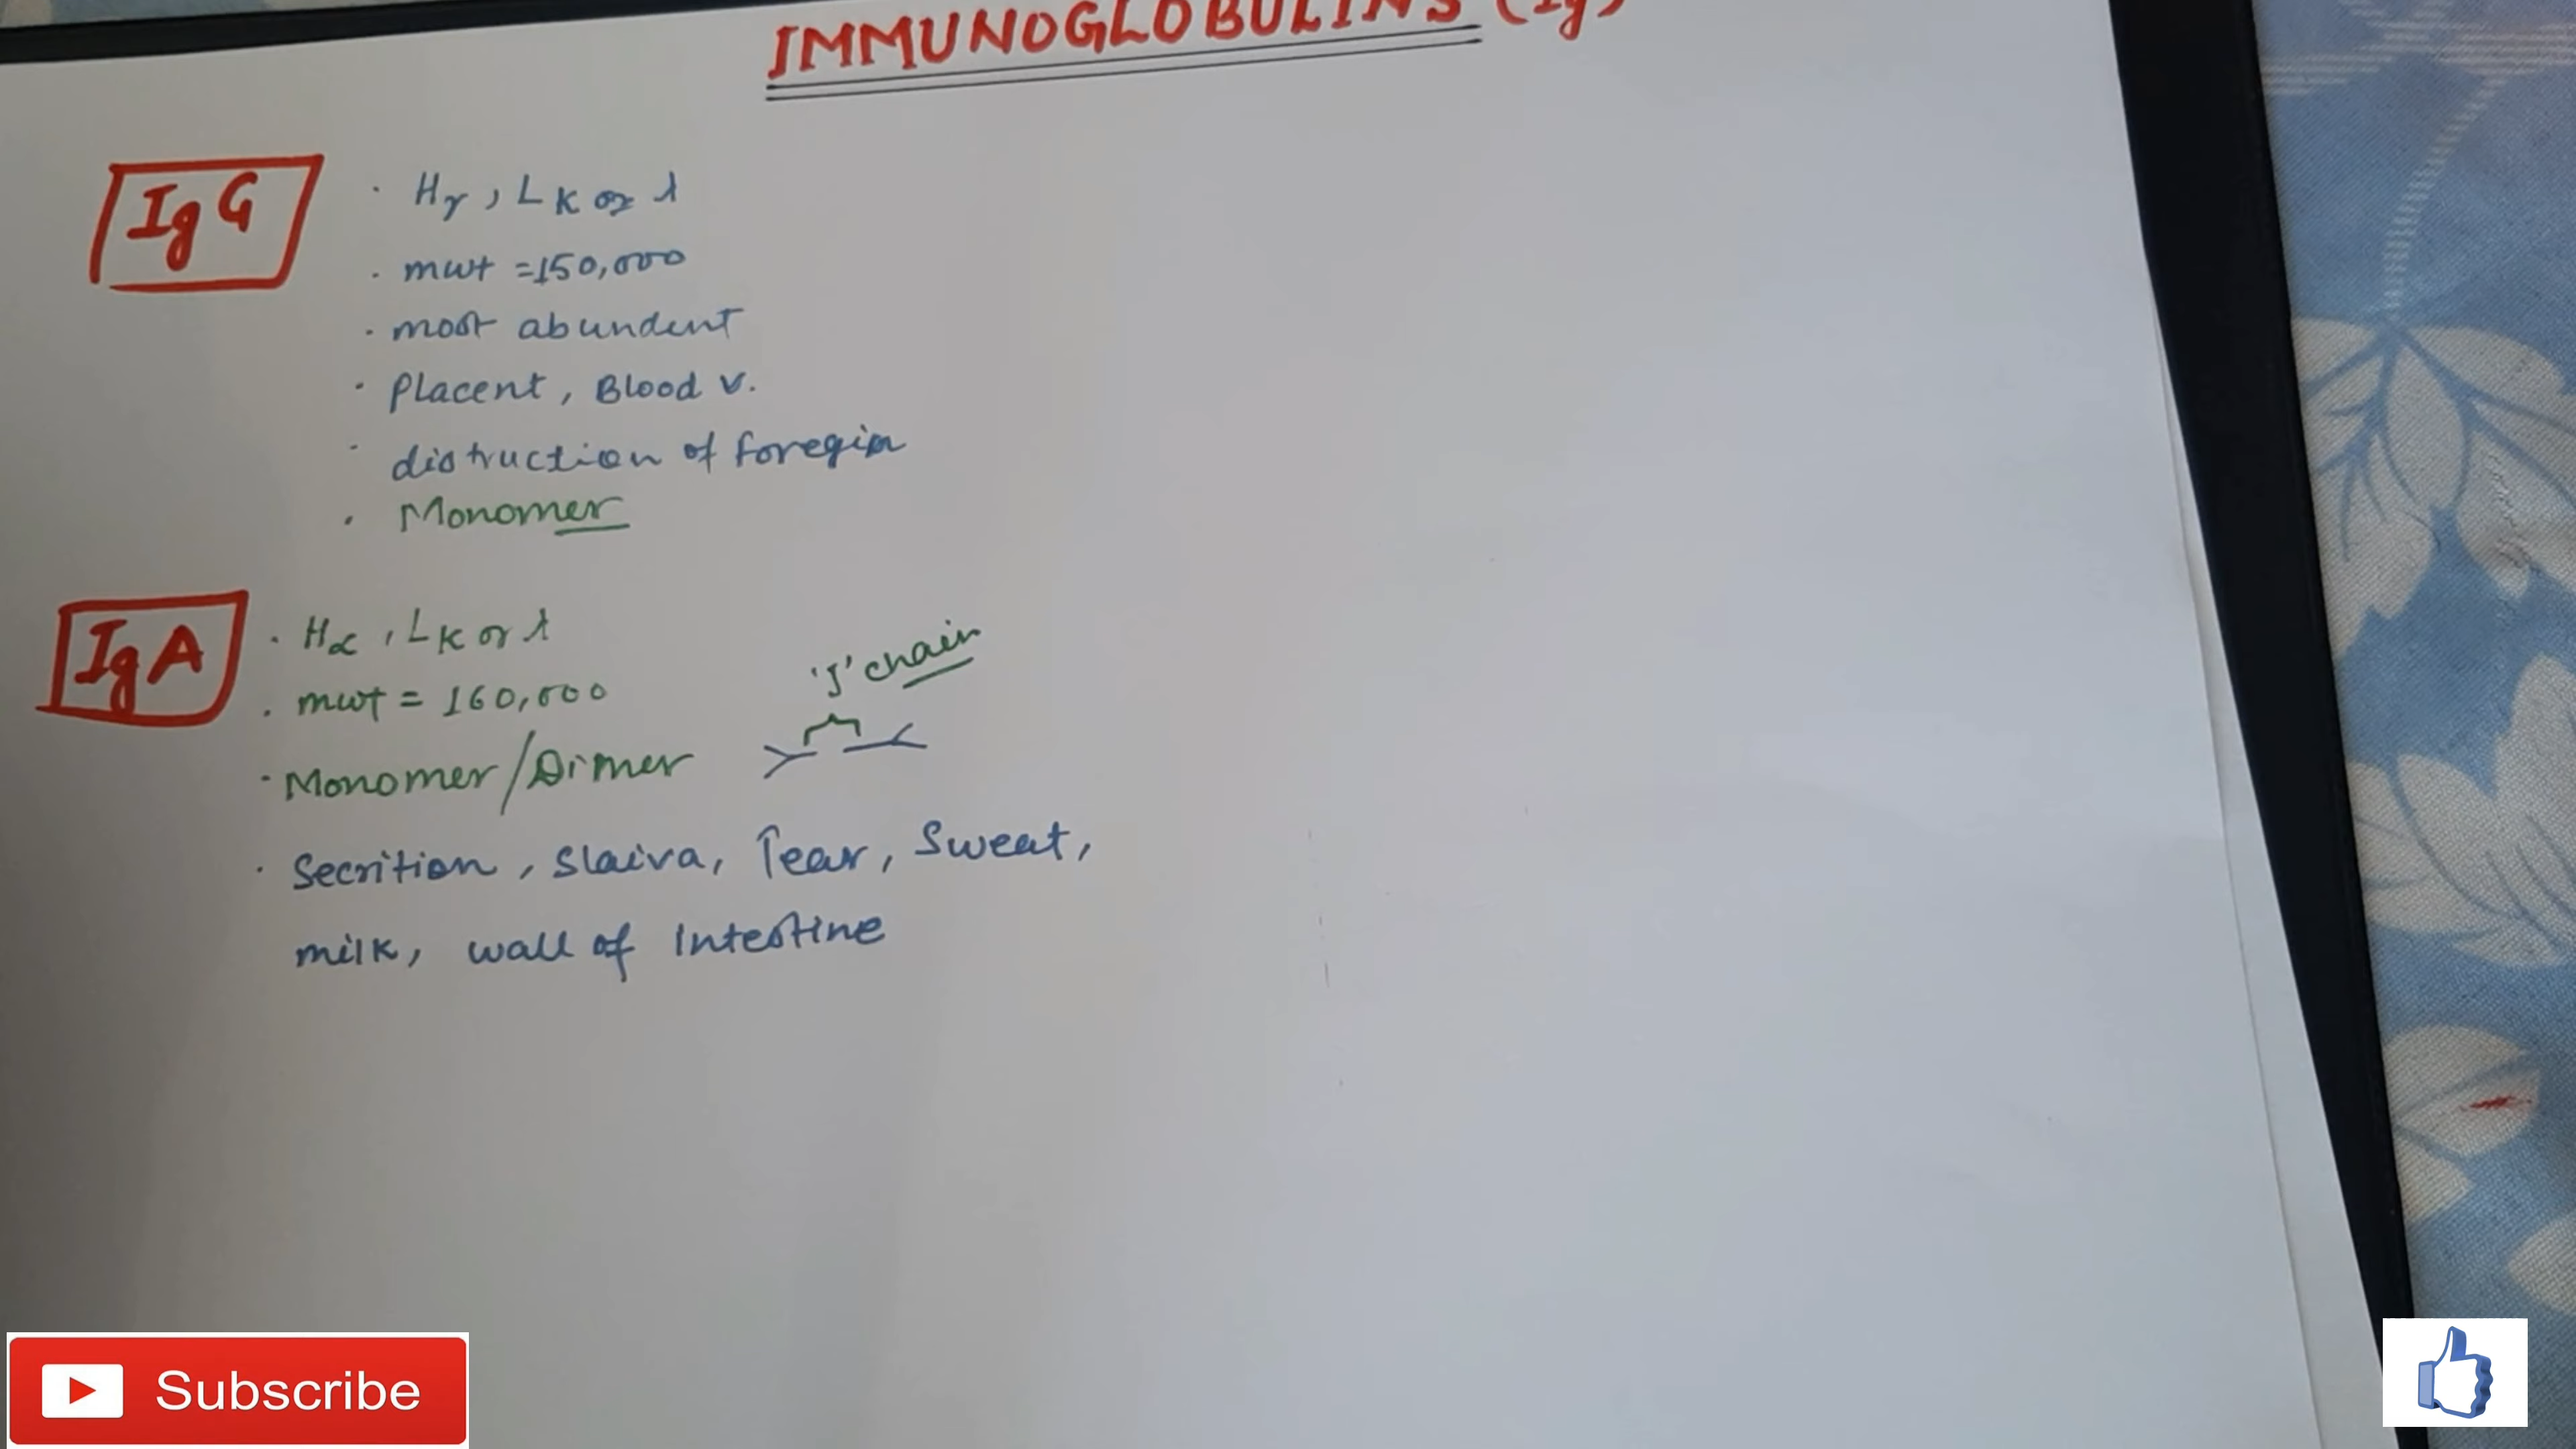 IMMUNOGLOBULINS (Ig)
IgG
· Hγ, L K or λ
· mwt = 150,000
· most abundent
· Placent, Blood v.
· distruction of foregin
· Monomer
IgA
· Hα, L K or λ
· mwt = 160,000
· Monomer/Dimer
'J' chain
· Secrition, Slaiva, Tear, Sweat,
milk, wall of Intestine
Subscribe